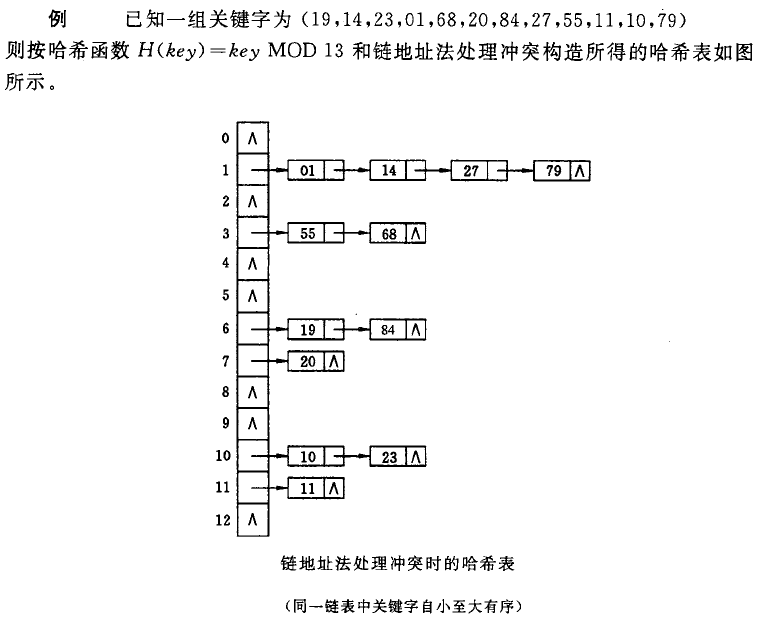 例 已知一组关键字为(19,14,23,01,68,20,84,27,55,11,10,79)
则按哈希函数 H(key)=key MOD 13 和链地址法处理冲突构造所得的哈希表如图
所示。
0 ∧
1 01 14 27 79 ∧
2 ∧
3 55 68 ∧
4 ∧
5 ∧
6 19 84 ∧
7 20 ∧
8 ∧
9 ∧
10 10 23 ∧
11 11 ∧
12 ∧
链地址法处理冲突时的哈希表
(同一链表中关键字自小至大有序)